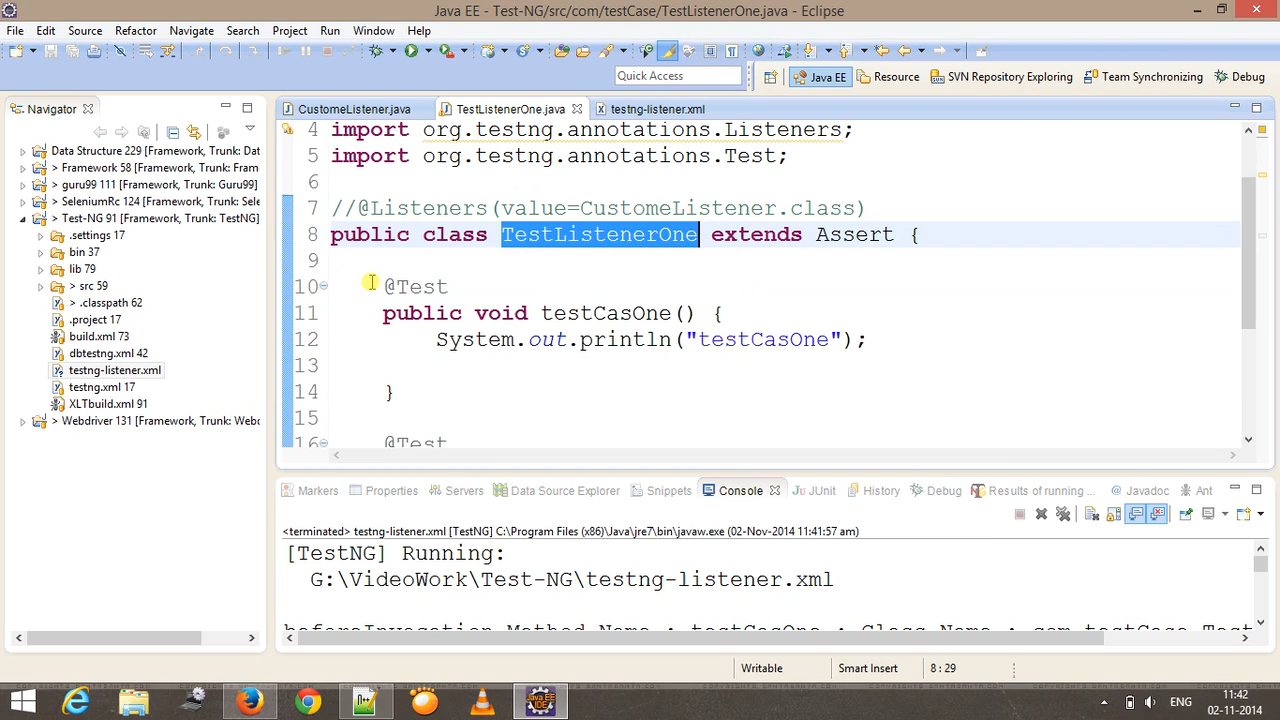 Java EE - Test-NG/src/com/testCase/TestListenerOne.java - Eclipse
File Edit Source Refactor Navigate Search Project Run Window Help
Quick Access
Java EE Resource SVN Repository Exploring Team Synchronizing Debug
Navigator
CustomeListener.java TestListenerOne.java testng-listener.xml
Data Structure 229 [Framework, Trunk: Dat
> Framework 58 [Framework, Trunk: Fram
> guru99 111 [Framework, Trunk: Guru99]
> SeleniumRc 124 [Framework, Trunk: Sele
> Test-NG 91 [Framework, Trunk: TestNG]
.settings 17
bin 37
lib 79
> src 59
> .classpath 62
.project 17
build.xml 73
dbtestng.xml 42
testng-listener.xml
testng.xml 17
XLTbuild.xml 91
> Webdriver 131 [Framework, Trunk: Webc
4 import org.testng.annotations.Listeners;
5 import org.testng.annotations.Test;
6
7 //@Listeners(value=CustomeListener.class)
8 public class TestListenerOne extends Assert {
9
10 @Test
11 public void testCasOne() {
12 System.out.println("testCasOne");
13
14 }
15
16 @Test
Markers Properties Servers Data Source Explorer Snippets Console JUnit History Debug Results of running ... Javadoc Ant
<terminated> testng-listener.xml [TestNG] C:\Program Files (x86)\Java\jre7\bin\javaw.exe (02-Nov-2014 11:41:57 am)
[TestNG] Running:
G:\VideoWork\Test-NG\testng-listener.xml
beforeInvocation Method Name : testCasOne : Class Name : com testCase Test
Writable Smart Insert 8 : 29
ENG
11:42
02-11-2014